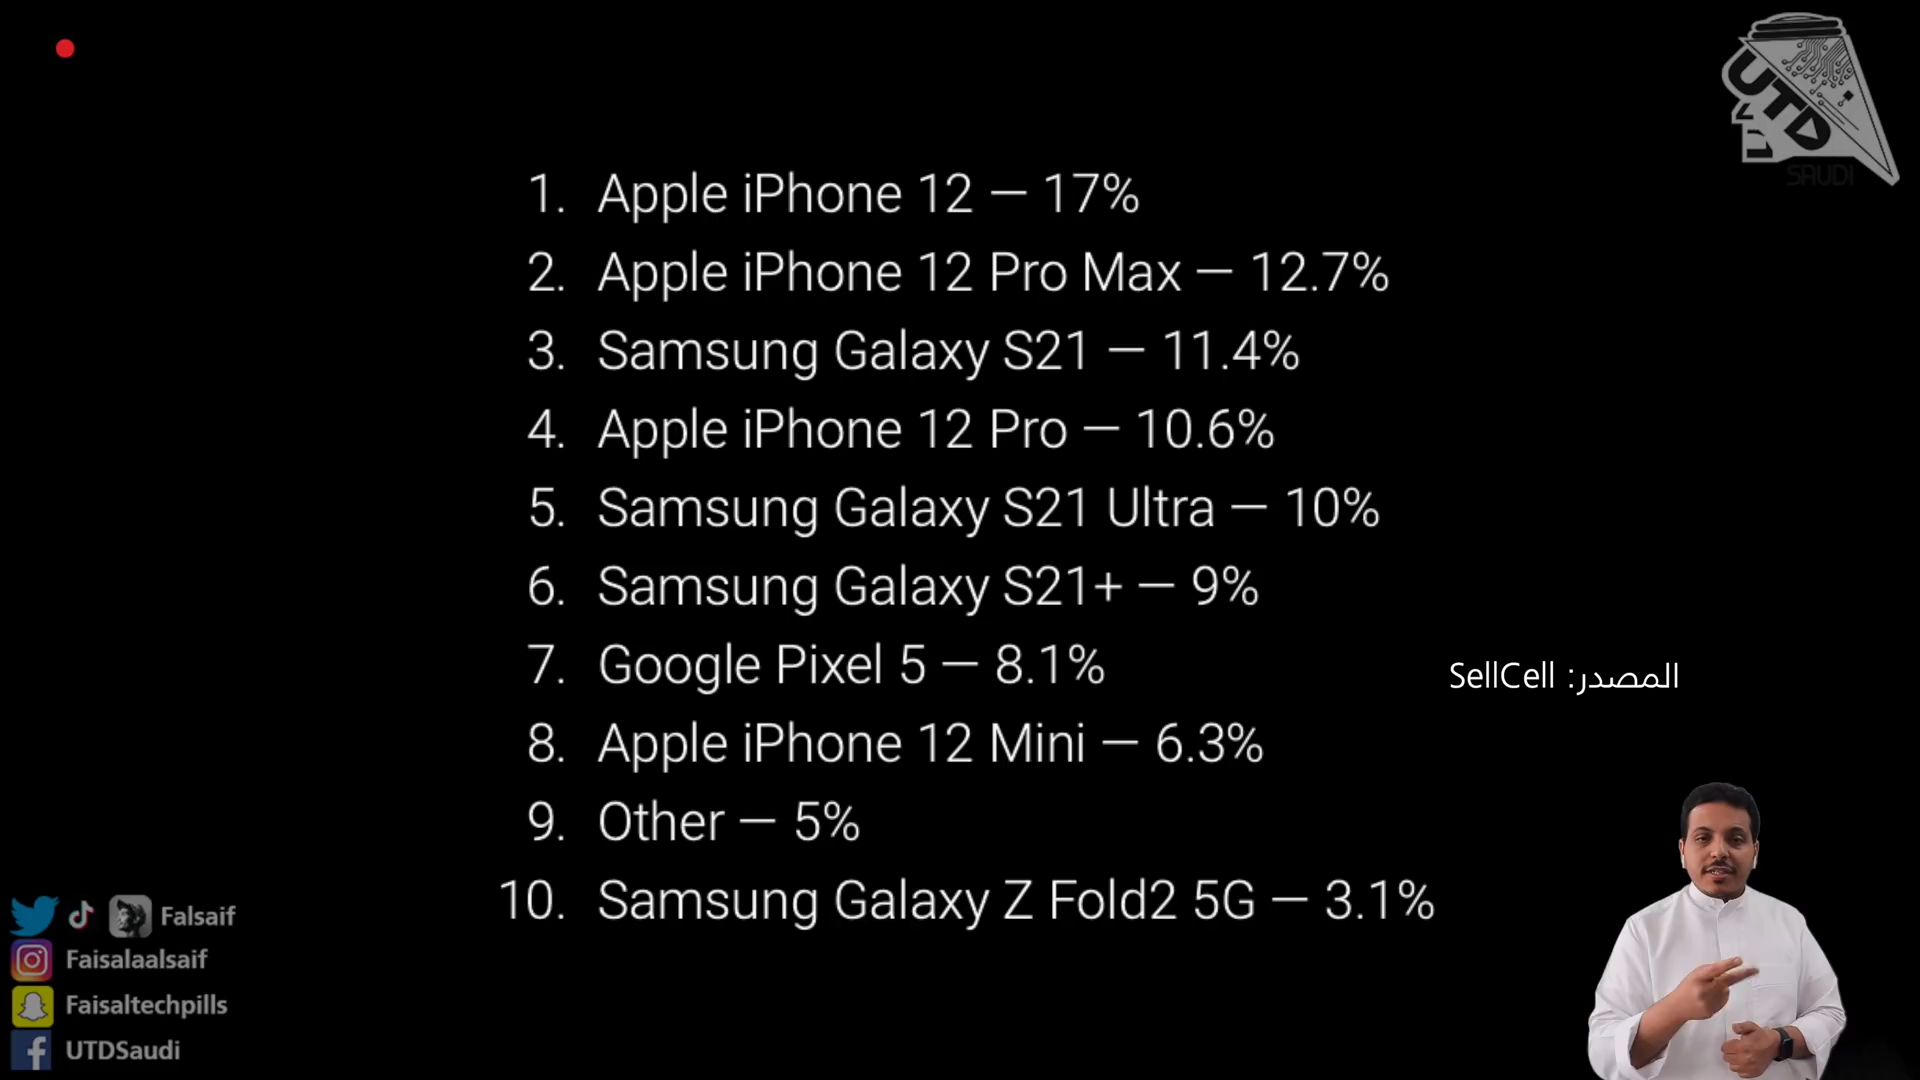 UTD
SAUDI
1. Apple iPhone 12 — 17%
2. Apple iPhone 12 Pro Max — 12.7%
3. Samsung Galaxy S21 — 11.4%
4. Apple iPhone 12 Pro — 10.6%
5. Samsung Galaxy S21 Ultra — 10%
6. Samsung Galaxy S21+ — 9%
7. Google Pixel 5 — 8.1%
المصدر: SellCell
8. Apple iPhone 12 Mini — 6.3%
9. Other — 5%
10. Samsung Galaxy Z Fold2 5G — 3.1%
Falsaif
Faisalaalsaif
Faisaltechpills
UTDSaudi